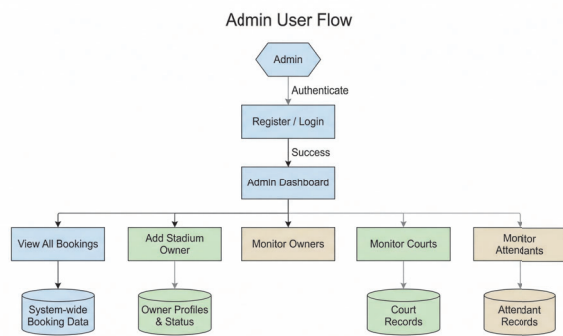 Admin User Flow
Admin
Authenticate
Register / Login
Success
Admin Dashboard
View All Bookings
Add Stadium
Owner
Monitor Owners
Monitor Courts
Monitor
Attendants
System-wide
Booking Data
Owner Profiles
& Status
Court
Records
Attendant
Records